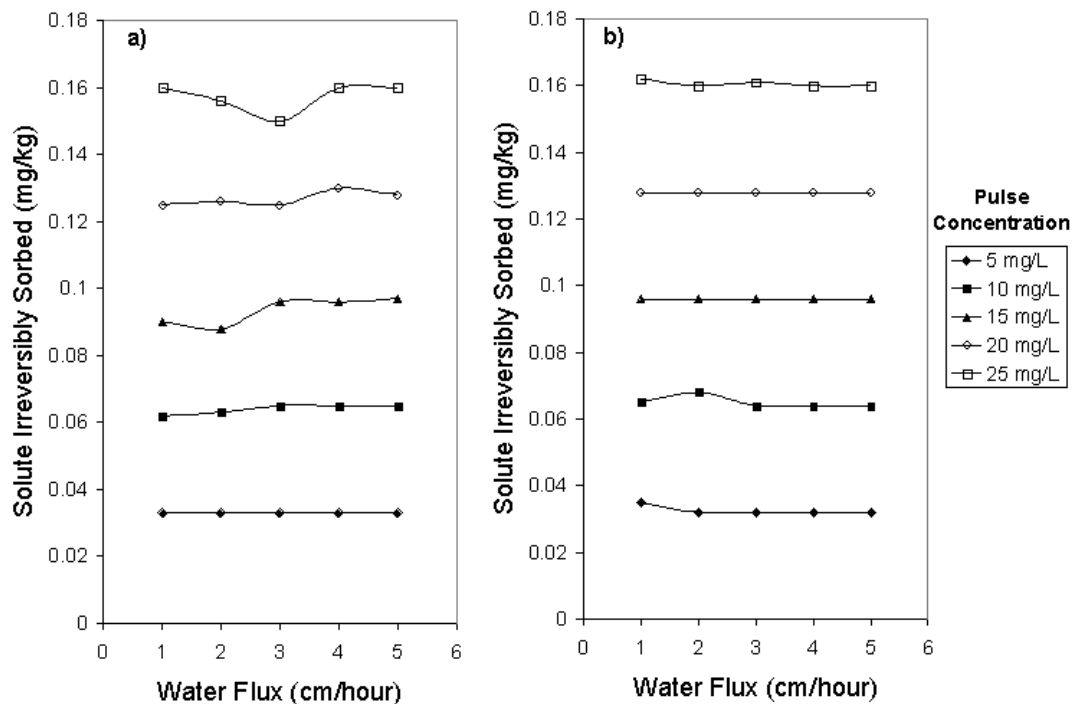 a)
Solute Irreversibly Sorbed (mg/kg)
0.18
0.16
0.14
0.12
0.1
0.08
0.06
0.04
0.02
0
0 1 2 3 4 5 6
Water Flux (cm/hour)
b)
Solute Irreversibly Sorbed (mg/kg)
0.18
0.16
0.14
0.12
0.1
0.08
0.06
0.04
0.02
0
0 1 2 3 4 5 6
Water Flux (cm/hour)
Pulse
Concentration
5 mg/L
10 mg/L
15 mg/L
20 mg/L
25 mg/L